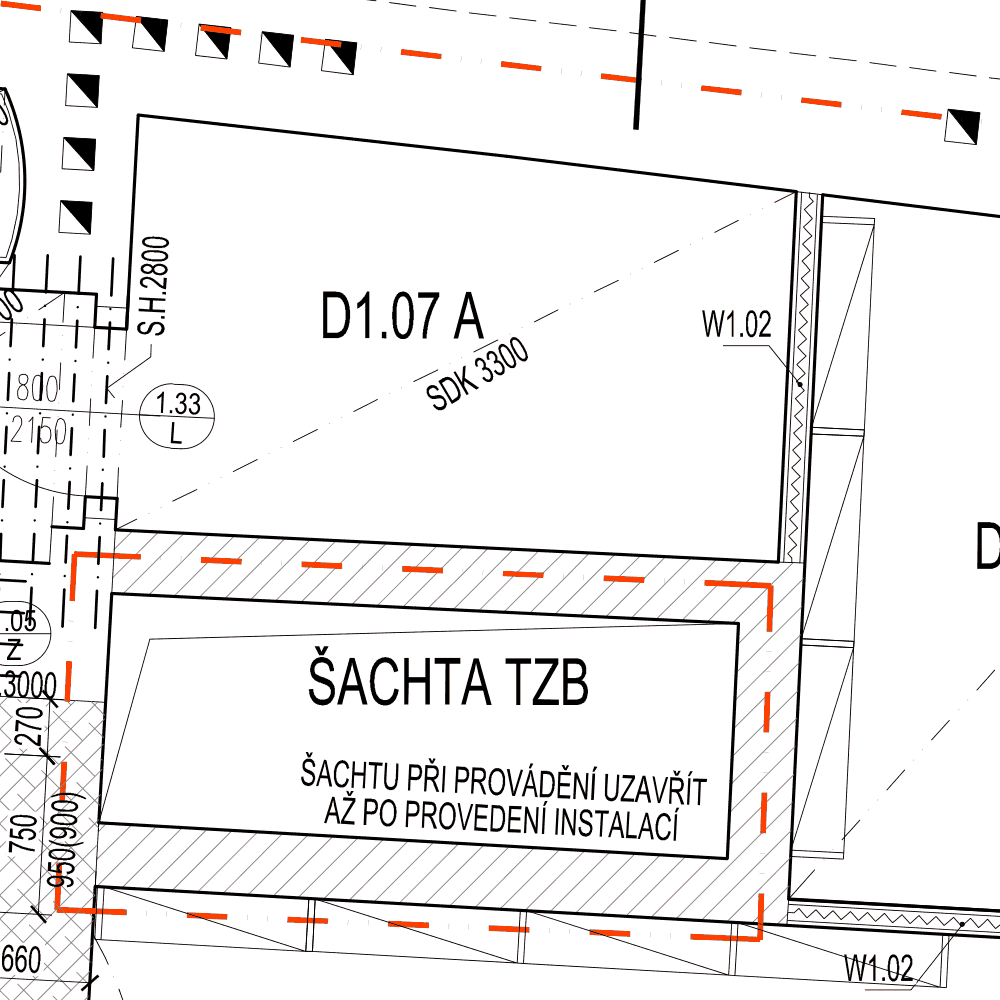 S.H.2800
D1.07 A
SDK 3300
W1.02
800
2150
1.33
L
D
.05
Z
.3000
ŠACHTA TZB
ŠACHTU PŘI PROVÁDĚNÍ UZAVŘÍT
AŽ PO PROVEDENÍ INSTALACÍ
270
750
950(900)
660
W1.02